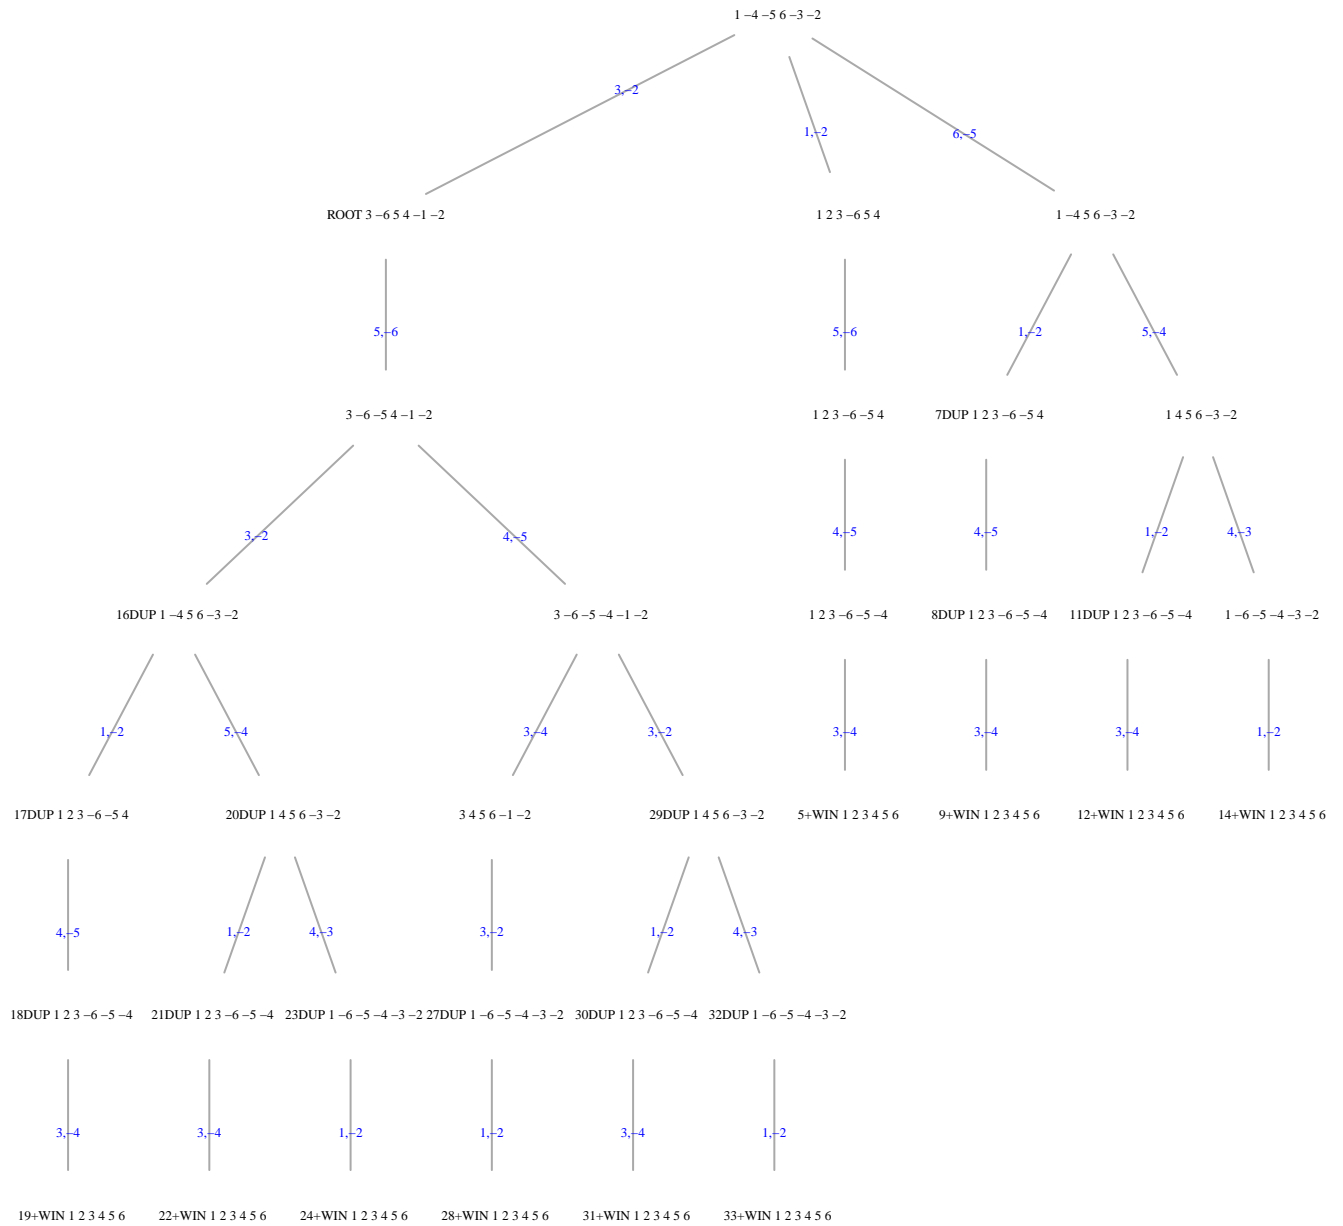 1 −4 −5 6 −3 −2
3,−2
1,−2
6,−5
ROOT 3 −6 5 4 −1 −2
1 2 3 −6 5 4
1 −4 5 6 −3 −2
5,−6
5,−6
1,−2
5,−4
3 −6 −5 4 −1 −2
1 2 3 −6 −5 4
7DUP 1 2 3 −6 −5 4
1 4 5 6 −3 −2
3,−2
4,−5
4,−5
4,−5
1,−2
4,−3
16DUP 1 −4 5 6 −3 −2
3 −6 −5 −4 −1 −2
1 2 3 −6 −5 −4
8DUP 1 2 3 −6 −5 −4
11DUP 1 2 3 −6 −5 −4
1 −6 −5 −4 −3 −2
1,−2
5,−4
3,−4
3,−2
3,−4
3,−4
3,−4
1,−2
17DUP 1 2 3 −6 −5 4
20DUP 1 4 5 6 −3 −2
3 4 5 6 −1 −2
29DUP 1 4 5 6 −3 −2
5+WIN 1 2 3 4 5 6
9+WIN 1 2 3 4 5 6
12+WIN 1 2 3 4 5 6
14+WIN 1 2 3 4 5 6
4,−5
1,−2
4,−3
3,−2
1,−2
4,−3
18DUP 1 2 3 −6 −5 −4
21DUP 1 2 3 −6 −5 −4
23DUP 1 −6 −5 −4 −3 −2
27DUP 1 −6 −5 −4 −3 −2
30DUP 1 2 3 −6 −5 −4
32DUP 1 −6 −5 −4 −3 −2
3,−4
3,−4
1,−2
1,−2
3,−4
1,−2
19+WIN 1 2 3 4 5 6
22+WIN 1 2 3 4 5 6
24+WIN 1 2 3 4 5 6
28+WIN 1 2 3 4 5 6
31+WIN 1 2 3 4 5 6
33+WIN 1 2 3 4 5 6